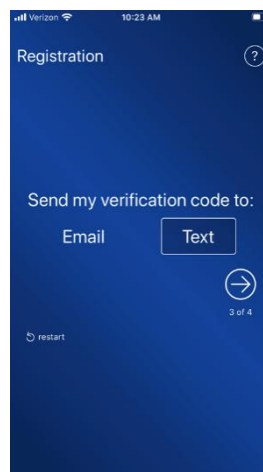 Verizon 10:23 AM
Registration ?
Send my verification code to:
Email Text
3 of 4
restart